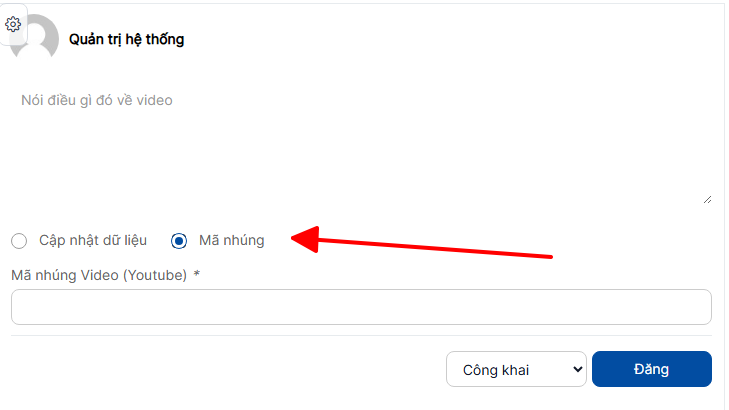 Quản trị hệ thống
Nói điều gì đó về video
Cập nhật dữ liệu Mã nhúng
Mã nhúng Video (Youtube) *
Công khai Đăng